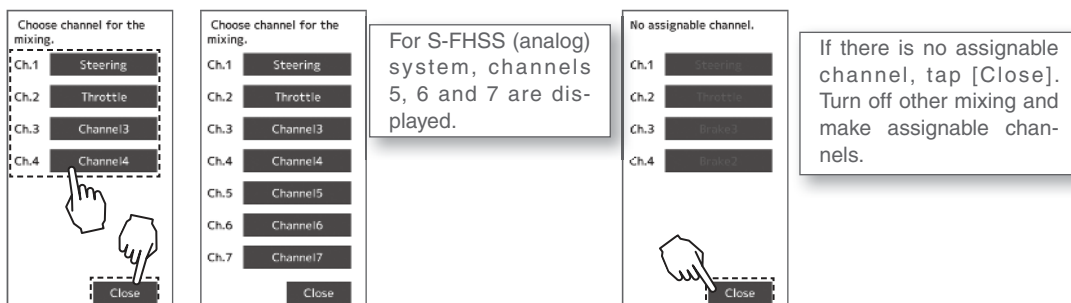 Choose channel for the
mixing.
Ch.1 Steering
Ch.2 Throttle
Ch.3 Channel3
Ch.4 Channel4
Close
Choose channel for the
mixing.
Ch.1 Steering
Ch.2 Throttle
Ch.3 Channel3
Ch.4 Channel4
Ch.5 Channel5
Ch.6 Channel6
Ch.7 Channel7
Close
For S-FHSS (analog)
system, channels
5, 6 and 7 are dis-
played.
No assignable channel.
Ch.1 Steering
Ch.2 Throttle
Ch.3 Brake3
Ch.4 Brake2
Close
If there is no assignable
channel, tap [Close].
Turn off other mixing and
make assignable chan-
nels.